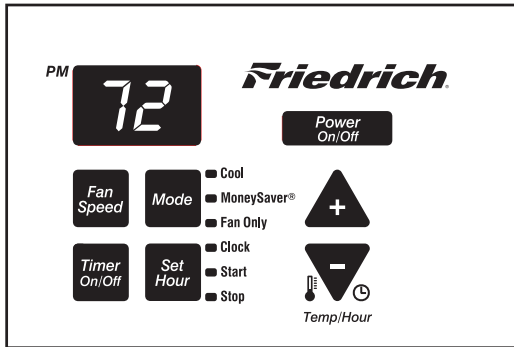 PM
72
Friedrich.
Power
On/Off
Fan
Speed
Mode
Cool
MoneySaver®
Fan Only
Timer
On/Off
Set
Hour
Clock
Start
Stop
+
-
Temp/Hour